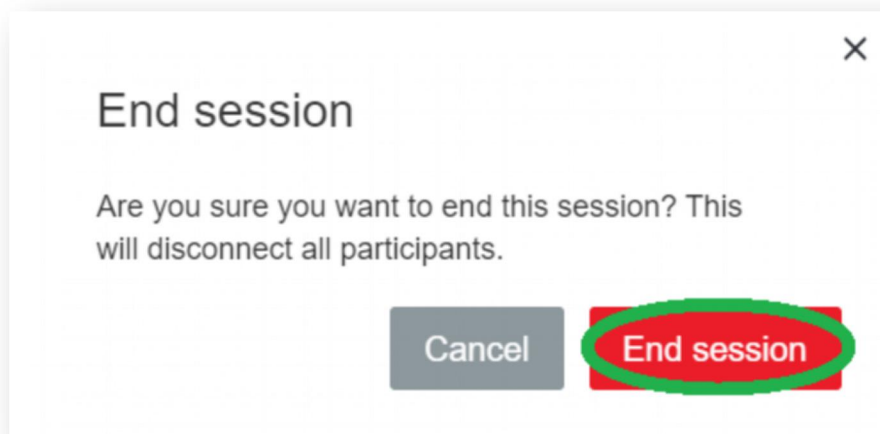 End session
Are you sure you want to end this session? This
will disconnect all participants.
Cancel
End session